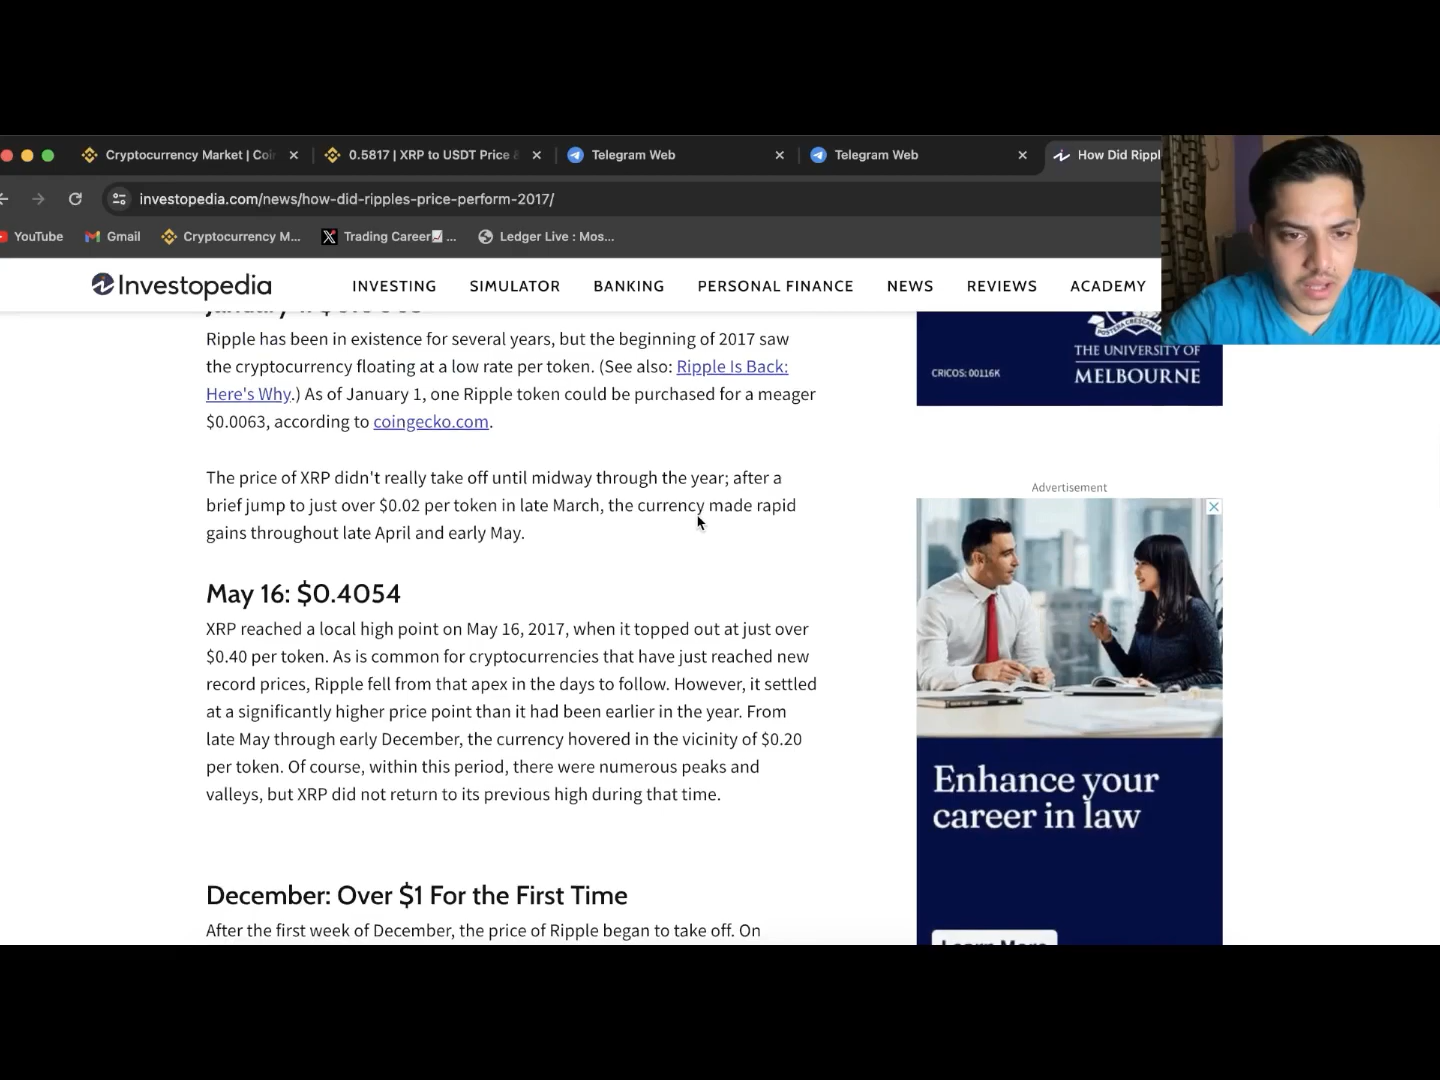 Cryptocurrency Market | Coi
0.5817 | XRP to USDT Price
Telegram Web
Telegram Web
How Did Rippl
investopedia.com/news/how-did-ripples-price-perform-2017/
YouTube
Gmail
Cryptocurrency M...
Trading Career📈 ...
Ledger Live : Mos...
Investopedia
INVESTING
SIMULATOR
BANKING
PERSONAL FINANCE
NEWS
REVIEWS
ACADEMY
Ripple has been in existence for several years, but the beginning of 2017 saw
the cryptocurrency floating at a low rate per token. (See also: Ripple Is Back:
Here's Why.) As of January 1, one Ripple token could be purchased for a meager
$0.0063, according to coingecko.com.
The price of XRP didn't really take off until midway through the year; after a
brief jump to just over $0.02 per token in late March, the currency made rapid
gains throughout late April and early May.
May 16: $0.4054
XRP reached a local high point on May 16, 2017, when it topped out at just over
$0.40 per token. As is common for cryptocurrencies that have just reached new
record prices, Ripple fell from that apex in the days to follow. However, it settled
at a significantly higher price point than it had been earlier in the year. From
late May through early December, the currency hovered in the vicinity of $0.20
per token. Of course, within this period, there were numerous peaks and
valleys, but XRP did not return to its previous high during that time.
December: Over $1 For the First Time
After the first week of December, the price of Ripple began to take off. On
CRICOS: 00116K
THE UNIVERSITY OF
MELBOURNE
Advertisement
Enhance your
career in law
Learn More